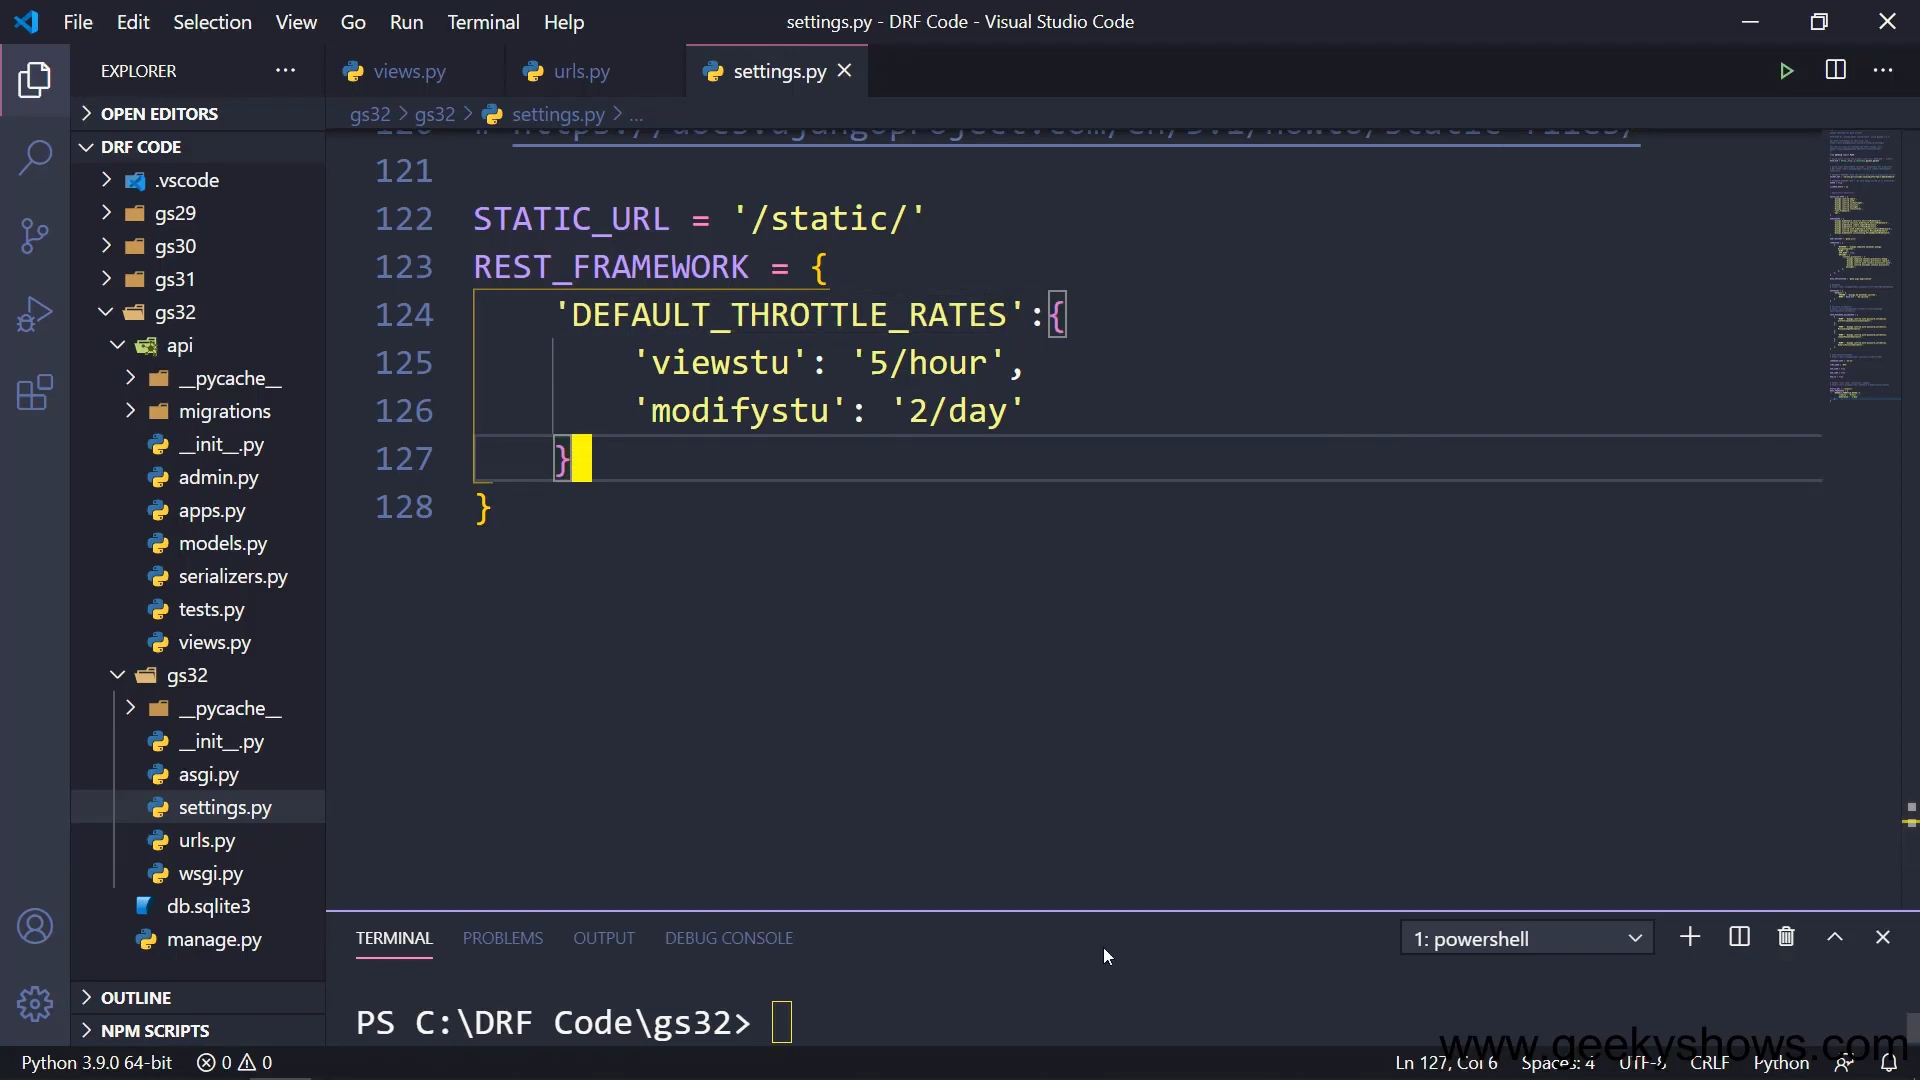 File Edit Selection View Go Run Terminal Help
settings.py - DRF Code - Visual Studio Code
EXPLORER
views.py
urls.py
settings.py
OPEN EDITORS
gs32 > gs32 > settings.py > ...
DRF CODE
.vscode
gs29
gs30
gs31
gs32
api
__pycache__
migrations
__init__.py
admin.py
apps.py
models.py
serializers.py
tests.py
views.py
gs32
__pycache__
__init__.py
asgi.py
settings.py
urls.py
wsgi.py
db.sqlite3
manage.py
OUTLINE
NPM SCRIPTS
121
122 STATIC_URL = '/static/'
123 REST_FRAMEWORK = {
124 'DEFAULT_THROTTLE_RATES':{
125 'viewstu': '5/hour',
126 'modifystu': '2/day'
127 }
128 }
TERMINAL PROBLEMS OUTPUT DEBUG CONSOLE
1: powershell
PS C:\DRF Code\gs32>
www.geekyshows.com
Python 3.9.0 64-bit 0 0
Ln 127, Col 6 Spaces: 4 UTF-8 CRLF Python